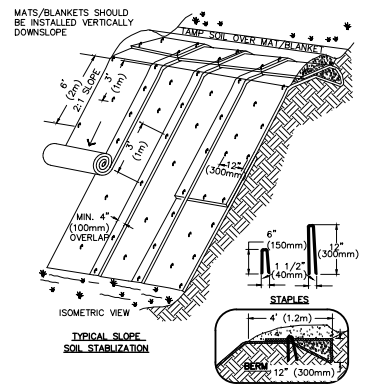 MATS/BLANKETS SHOULD
BE INSTALLED VERTICALLY
DOWNSLOPE
TAMP SOIL OVER MAT/BLANKET
6'
(2m)
2:1 SLOPE
3'
(1m)
3'
(1m)
12"
(300mm)
MIN. 4"
(100mm)
OVERLAP
6"
(150mm)
12"
(300mm)
1 1/2"
(40mm)
STAPLES
ISOMETRIC VIEW
TYPICAL SLOPE
SOIL STABLIZATION
4' (1.2m)
BERM
12" (300mm)